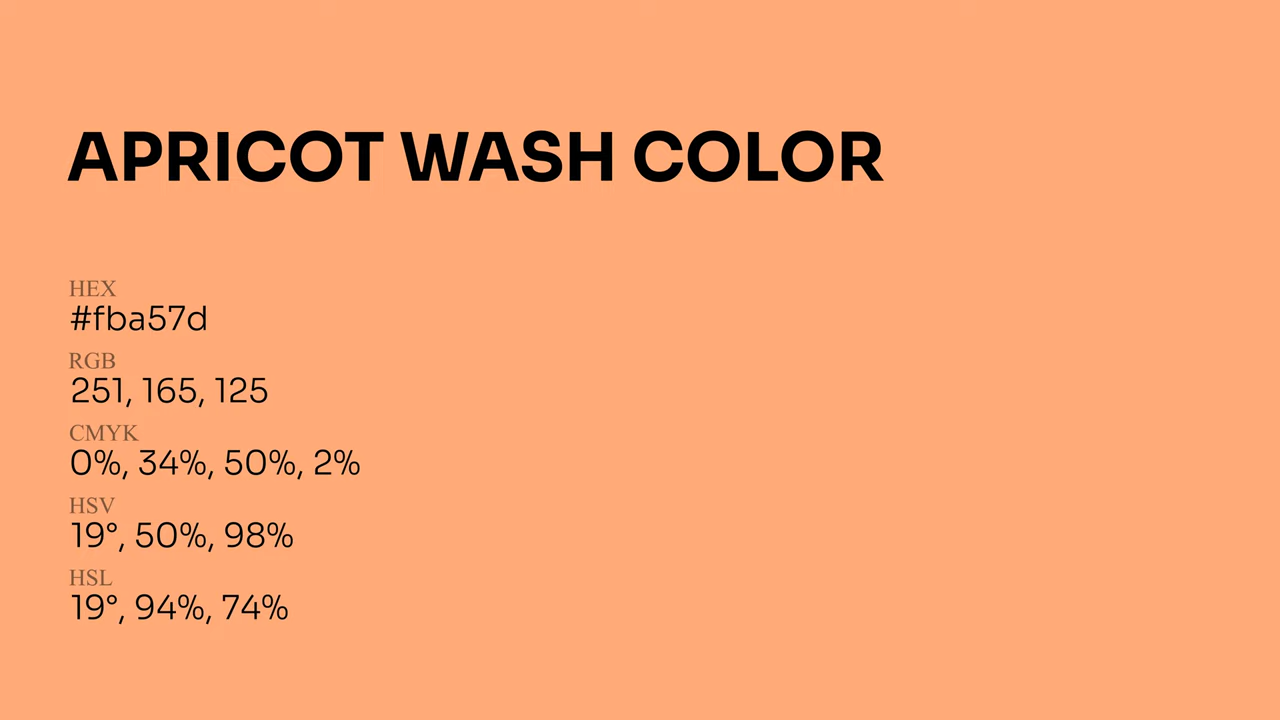 APRICOT WASH COLOR
HEX
#fba57d
RGB
251, 165, 125
CMYK
0%, 34%, 50%, 2%
HSV
19°, 50%, 98%
HSL
19°, 94%, 74%